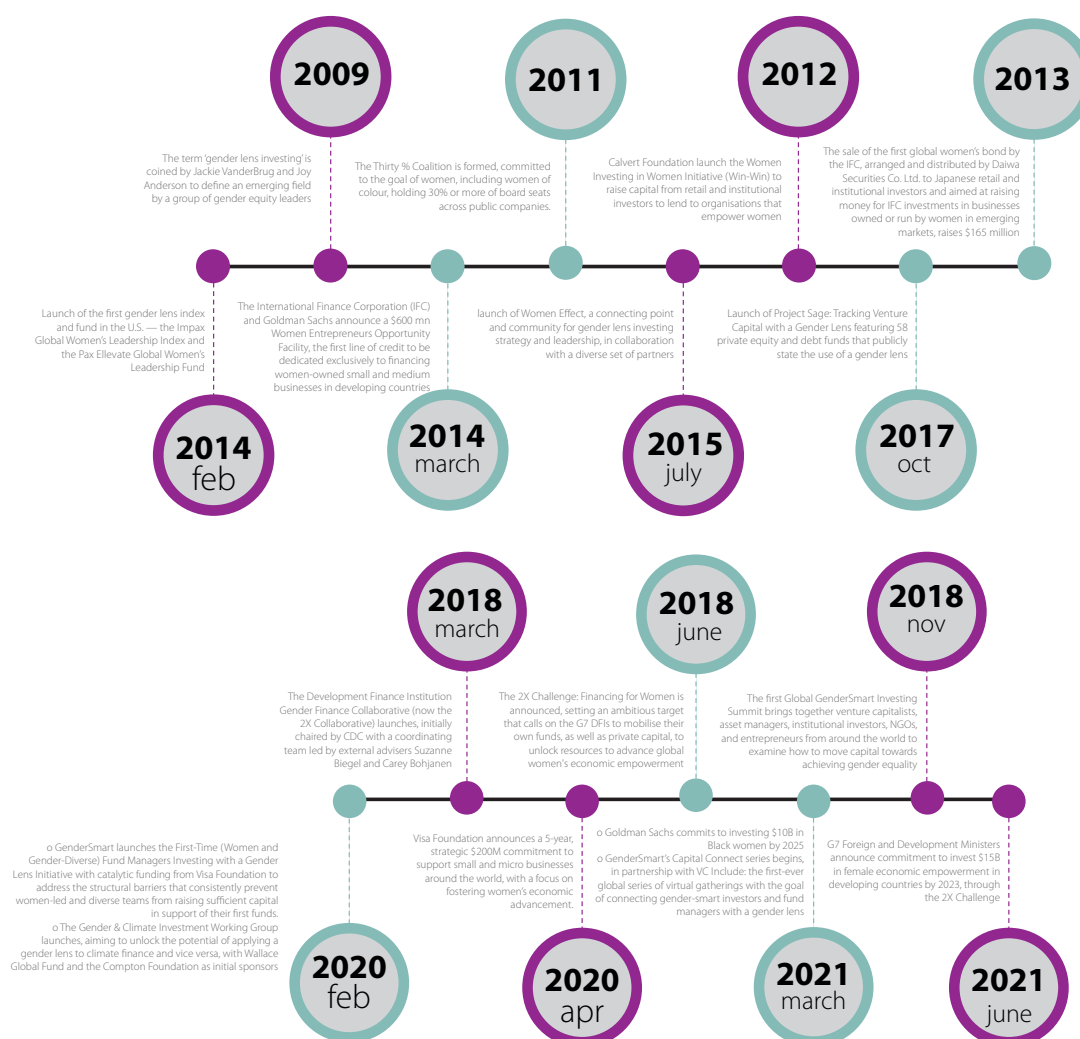 2009
The term 'gender lens investing' is
coined by Jackie VanderBrug and Joy
Anderson to define an emerging field
by a group of gender equity leaders
2011
The Thirty % Coalition is formed, committed
to the goal of women, including women of
colour, holding 30% or more of board seats
across public companies.
2012
Calvert Foundation launch the Women
Investing in Women Initiative (Win-Win) to
raise capital from retail and institutional
investors to lend to organisations that
empower women
2013
The sale of the first global women's bond by
the IFC, arranged and distributed by Daiwa
Securities Co. Ltd. to Japanese retail and
institutional investors and aimed at raising
money for IFC investments in businesses
owned or run by women in emerging
markets, raises $165 million
Launch of the first gender lens index
and fund in the U.S. — the Impax
Global Women's Leadership Index and
the Pax Ellevate Global Women's
Leadership Fund
2014
feb
The International Finance Corporation (IFC)
and Goldman Sachs announce a $600 mn
Women Entrepreneurs Opportunity
Facility, the first line of credit to be
dedicated exclusively to financing
women-owned small and medium
businesses in developing countries
2014
march
launch of Women Effect, a connecting point
and community for gender lens investing
strategy and leadership, in collaboration
with a diverse set of partners
2015
july
Launch of Project Sage: Tracking Venture
Capital with a Gender Lens featuring 58
private equity and debt funds that publicly
state the use of a gender lens
2017
oct
2018
march
The Development Finance Institution
Gender Finance Collaborative (now the
2X Collaborative) launches, initially
chaired by CDC with a coordinating
team led by external advisers Suzanne
Biegel and Carey Bohjanen
2018
june
The 2X Challenge: Financing for Women is
announced, setting an ambitious target
that calls on the G7 DFIs to mobilise their
own funds, as well as private capital, to
unlock resources to advance global
women's economic empowerment
2018
nov
The first Global GenderSmart Investing
Summit brings together venture capitalists,
asset managers, institutional investors, NGOs,
and entrepreneurs from around the world to
examine how to move capital towards
achieving gender equality
o GenderSmart launches the First-Time (Women and
Gender-Diverse) Fund Managers Investing with a Gender
Lens Initiative with catalytic funding from Visa Foundation to
address the structural barriers that consistently prevent
women-led and diverse teams from raising sufficient capital
in support of their first funds.
o The Gender & Climate Investment Working Group
launches, aiming to unlock the potential of applying a
gender lens to climate finance and vice versa, with Wallace
Global Fund and the Compton Foundation as initial sponsors
2020
feb
Visa Foundation announces a 5-year,
strategic $200M commitment to
support small and micro businesses
around the world, with a focus on
fostering women's economic
advancement.
2020
apr
o Goldman Sachs commits to investing $10B in
Black women by 2025
o GenderSmart's Capital Connect series begins,
in partnership with VC Include: the first-ever
global series of virtual gatherings with the goal
of connecting gender-smart investors and fund
managers with a gender lens
2021
march
G7 Foreign and Development Ministers
announce commitment to invest $15B
in female economic empowerment in
developing countries by 2023, through
the 2X Challenge
2021
june